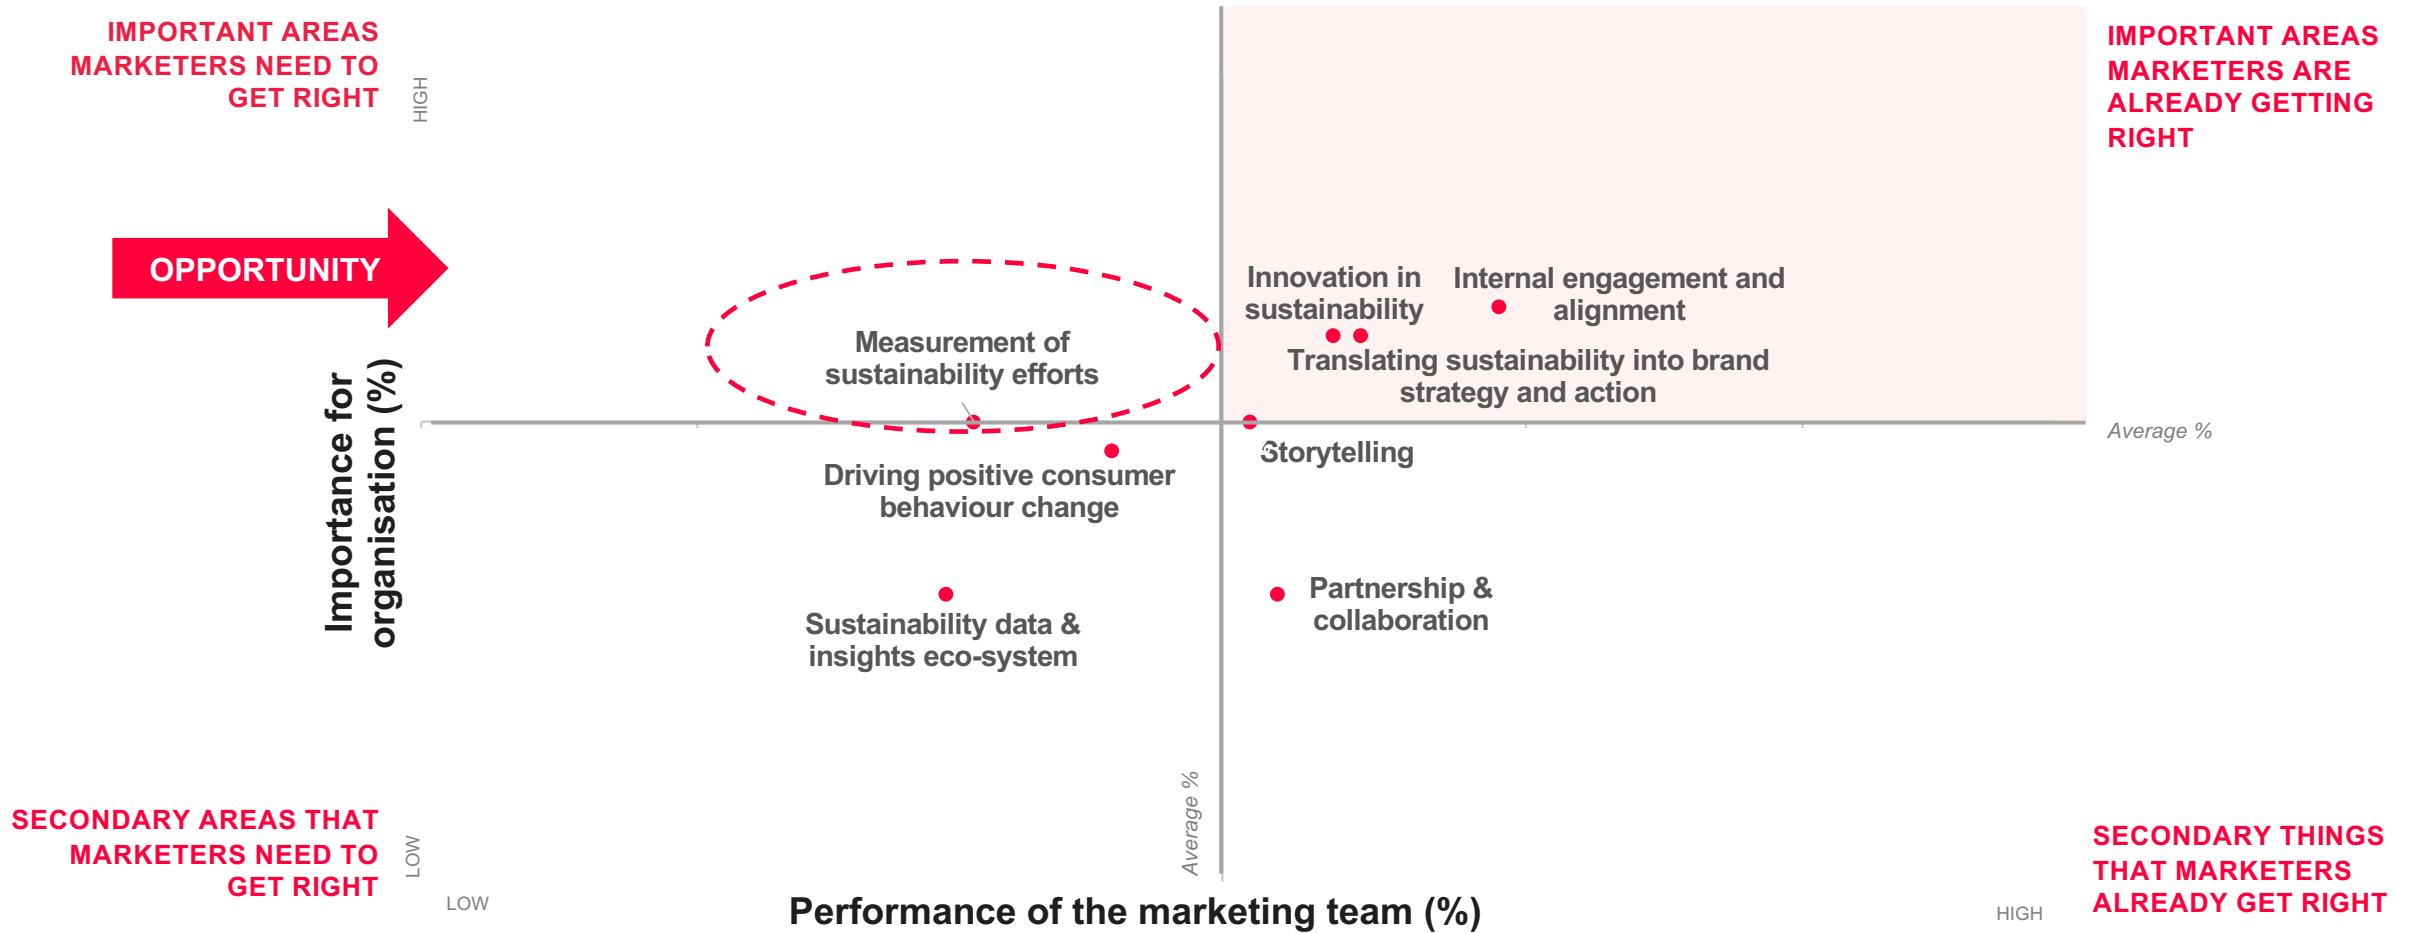 IMPORTANT AREAS
MARKETERS NEED TO
GET RIGHT
HIGH
IMPORTANT AREAS
MARKETERS ARE
ALREADY GETTING
RIGHT
OPPORTUNITY
Innovation in
sustainability
Internal engagement and
alignment
Measurement of
sustainability efforts
Translating sustainability into brand
strategy and action
Importance for
organisation (%)
Average %
Storytelling
Driving positive consumer
behaviour change
Partnership &
collaboration
Sustainability data &
insights eco-system
Average %
SECONDARY AREAS THAT
MARKETERS NEED TO
GET RIGHT
LOW
LOW
Performance of the marketing team (%)
HIGH
SECONDARY THINGS
THAT MARKETERS
ALREADY GET RIGHT